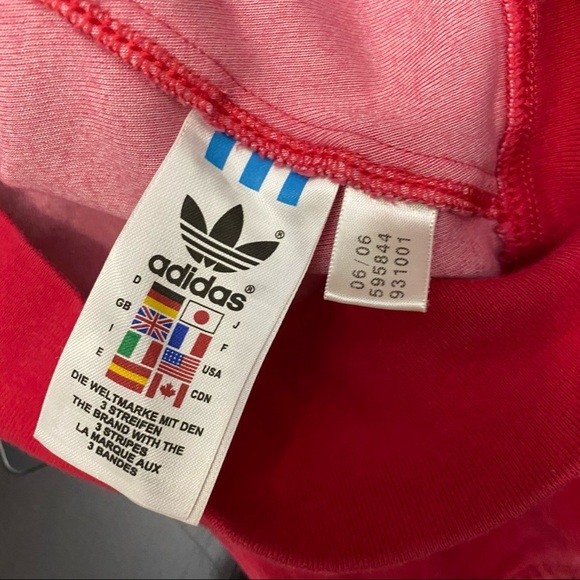 adidas®
D J
GB F
I USA
E CDN
DIE WELTMARKE MIT DEN
3 STREIFEN
THE BRAND WITH THE
3 STRIPES
LA MARQUE AUX
3 BANDES
06/06
595844
931001